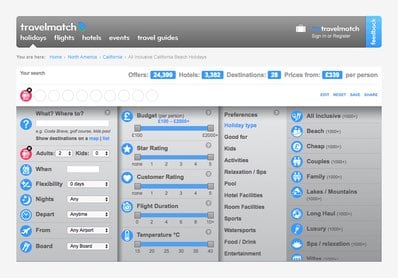 travelmatch
holidays flights hotels events travel guides
travelmatch
Sign in or Register
feedback
You are here: Home › North America › California › All Inclusive California Beach Holidays
Your search
Offers: 24,399 Hotels: 3,382 Destinations: 28 Prices from: £339 per person
EDIT RESET SAVE SHARE
What? Where to?
e.g. Costa Brava, golf course, kids pool
Show destinations on a map | list
Adults: 2 Kids: 0
When
Flexibility 0 days
Nights Any
Depart Anytime
From Any Airport
Board Any Board
Budget (per person)
£100 – £2000+
£100 £2000+
Star Rating
none 1 2 3 4 5
Customer Rating
none 1 2 3 4 5
Flight Duration
0 2 4 6 8 10+
Temperature °C
15 20 25 30 35 40
Preferences
Holiday type
Good for
Kids
Activities
Relaxation / Spa
Pool
Hotel Facilities
Room Facilities
Sports
Watersports
Food / Drink
Entertainment
All inclusive (1000+)
Beach (1000+)
Cheap (1000+)
Couples (1000+)
Family (1000+)
Lakes / Mountains
(1000+)
Long Haul (1000+)
Luxury (1000+)
Spa / relaxation (1000+)